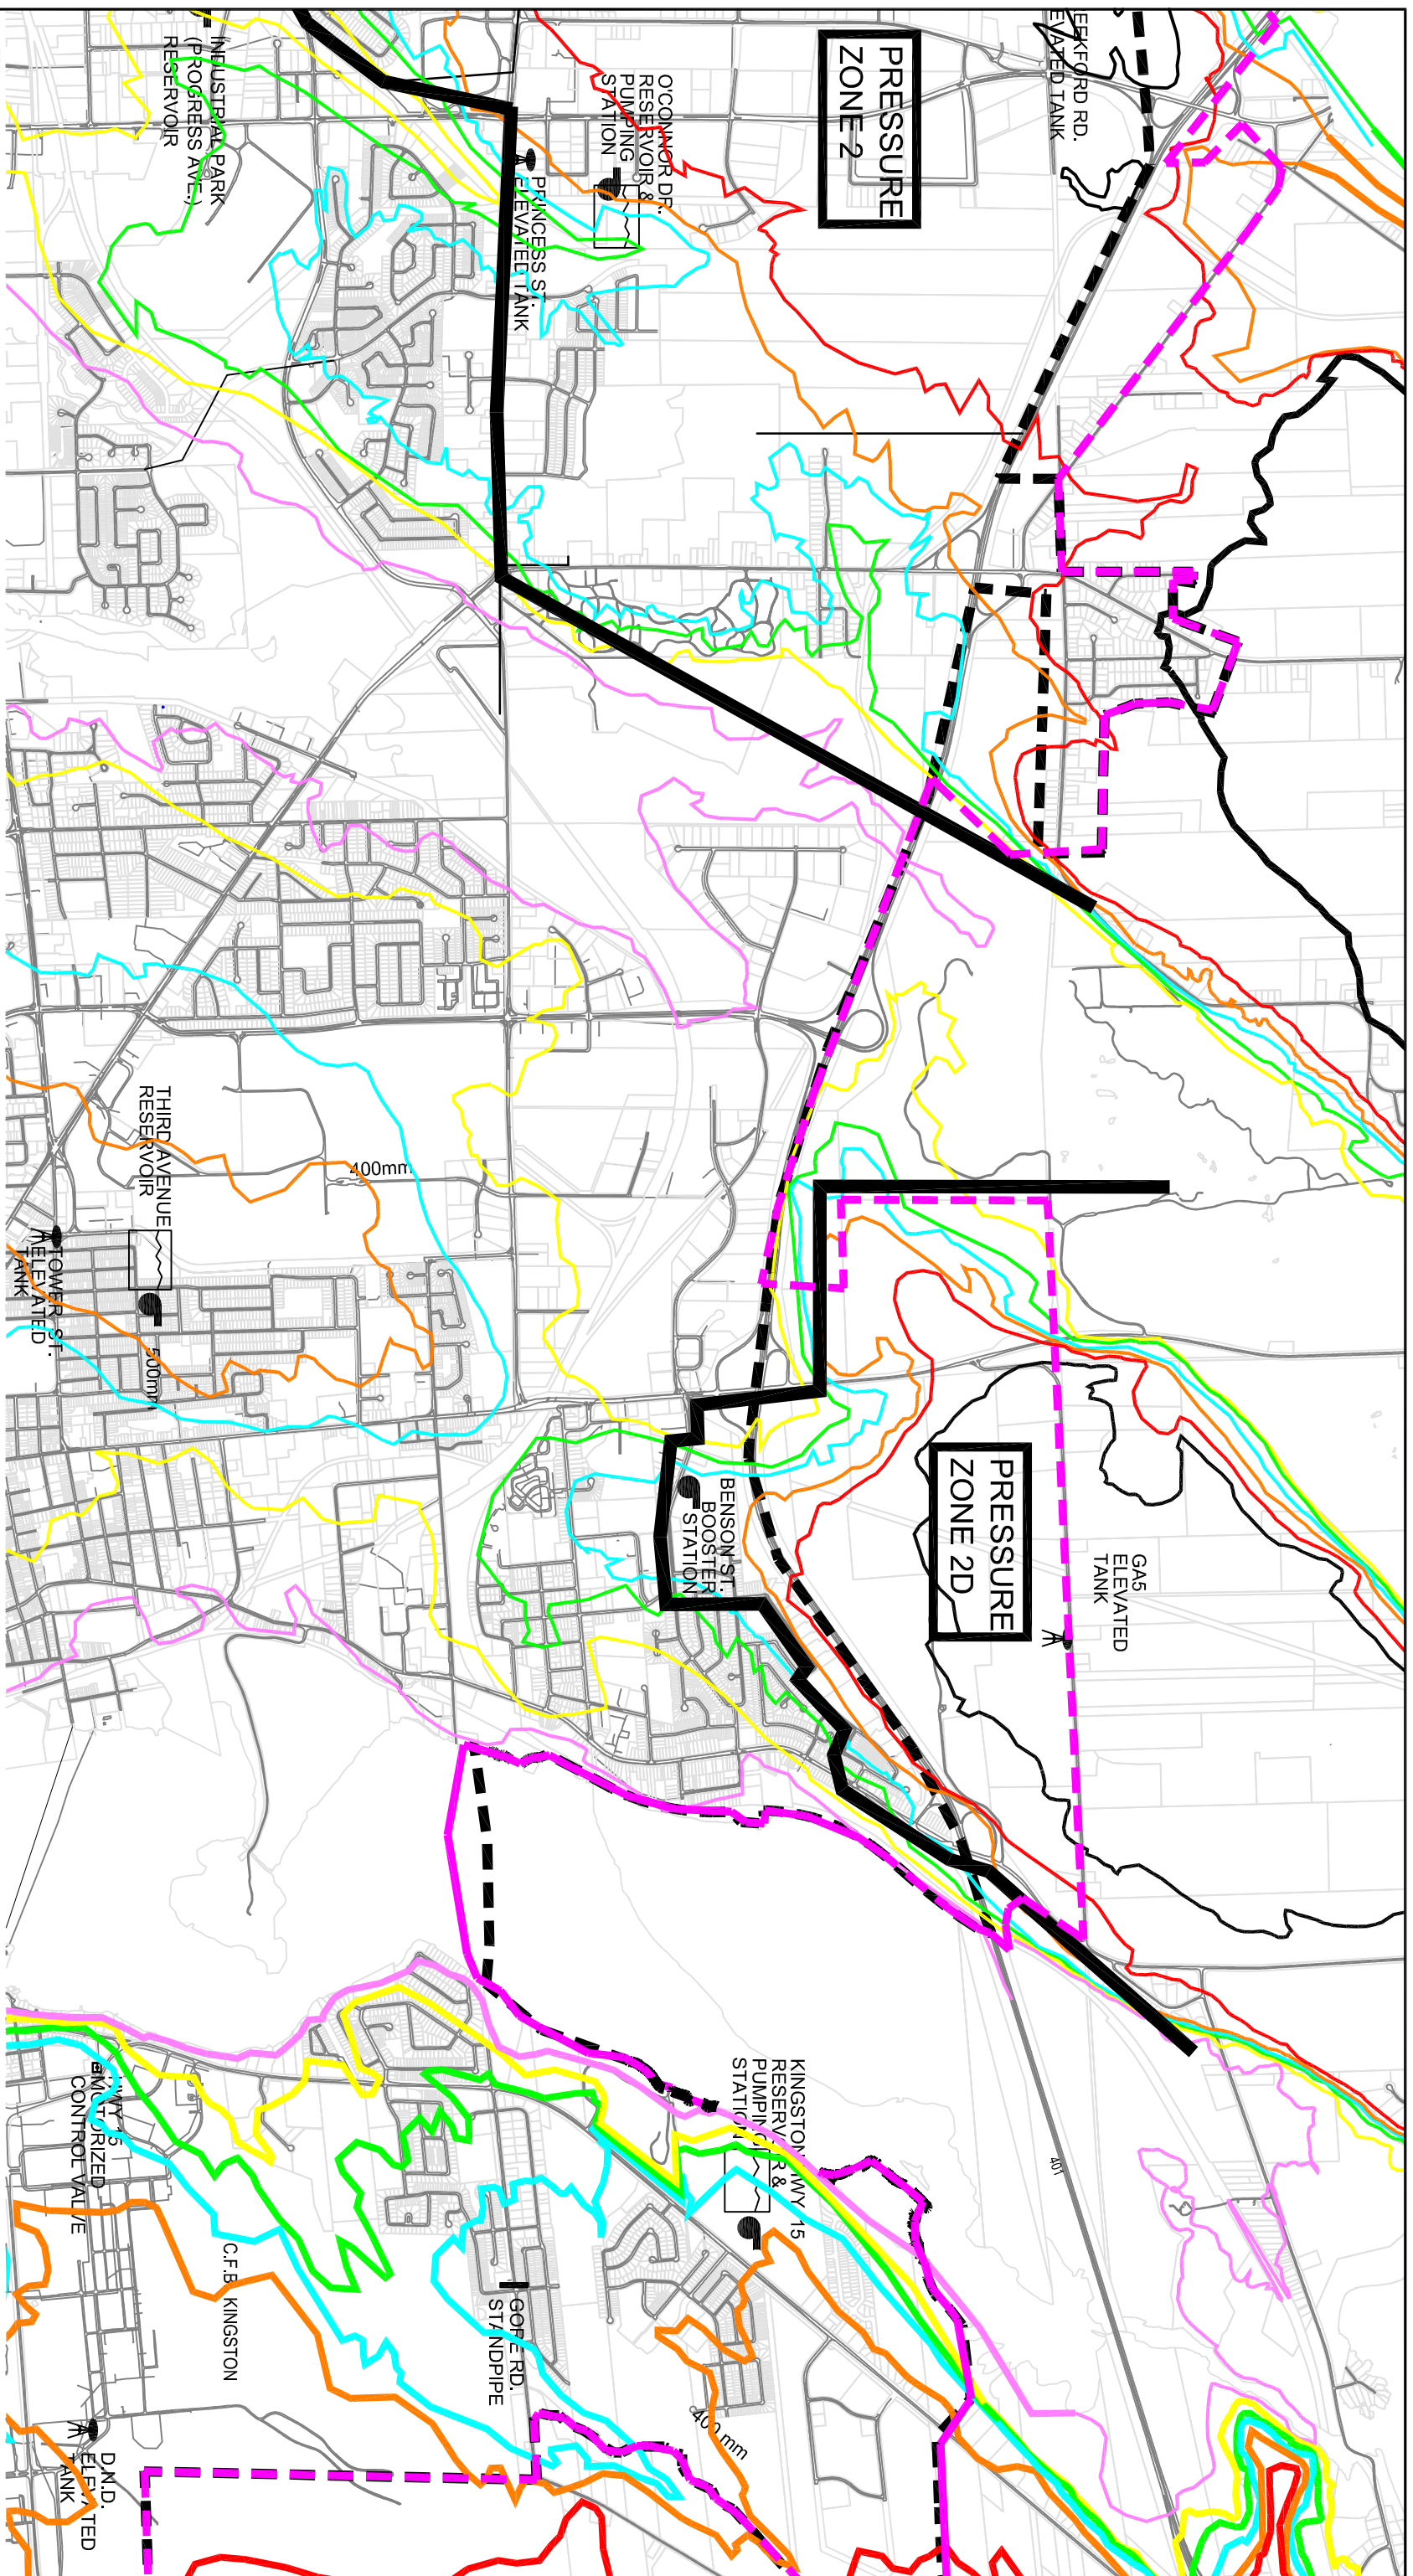 INDUSTRIAL PARK
(PROGRESS AVE.)
RESERVOIR
O'CONNOR DR.
RESERVOIR &
PUMPING
STATION
PRINCESS ST.
ELEVATED TANK
PRESSURE
ZONE 2
LEEKFORD RD.
EVATED TANK
THIRD AVENUE
RESERVOIR
400mm
TOWER ST.
ELEVATED
TANK
500mm
BENSON ST.
BOOSTER
STATION
PRESSURE
ZONE 2D
GA5
ELEVATED
TANK
HWY 15
MOTORIZED
CONTROL VALVE
KINGSTON HWY 15
RESERVOIR &
PUMPING
STATION
401
C.F.B. KINGSTON
GORE RD.
STANDPIPE
400 mm
D.N.D.
ELEVATED
TANK